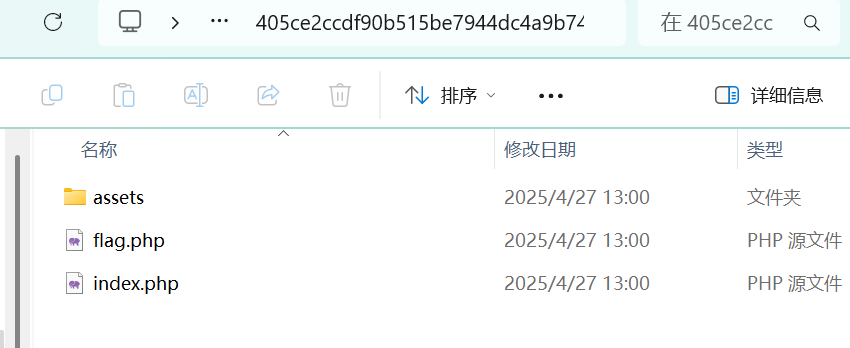 405ce2ccdf90b515be7944dc4a9b74
在 405ce2cc
排序
详细信息
名称 修改日期 类型
assets 2025/4/27 13:00 文件夹
flag.php 2025/4/27 13:00 PHP 源文件
index.php 2025/4/27 13:00 PHP 源文件